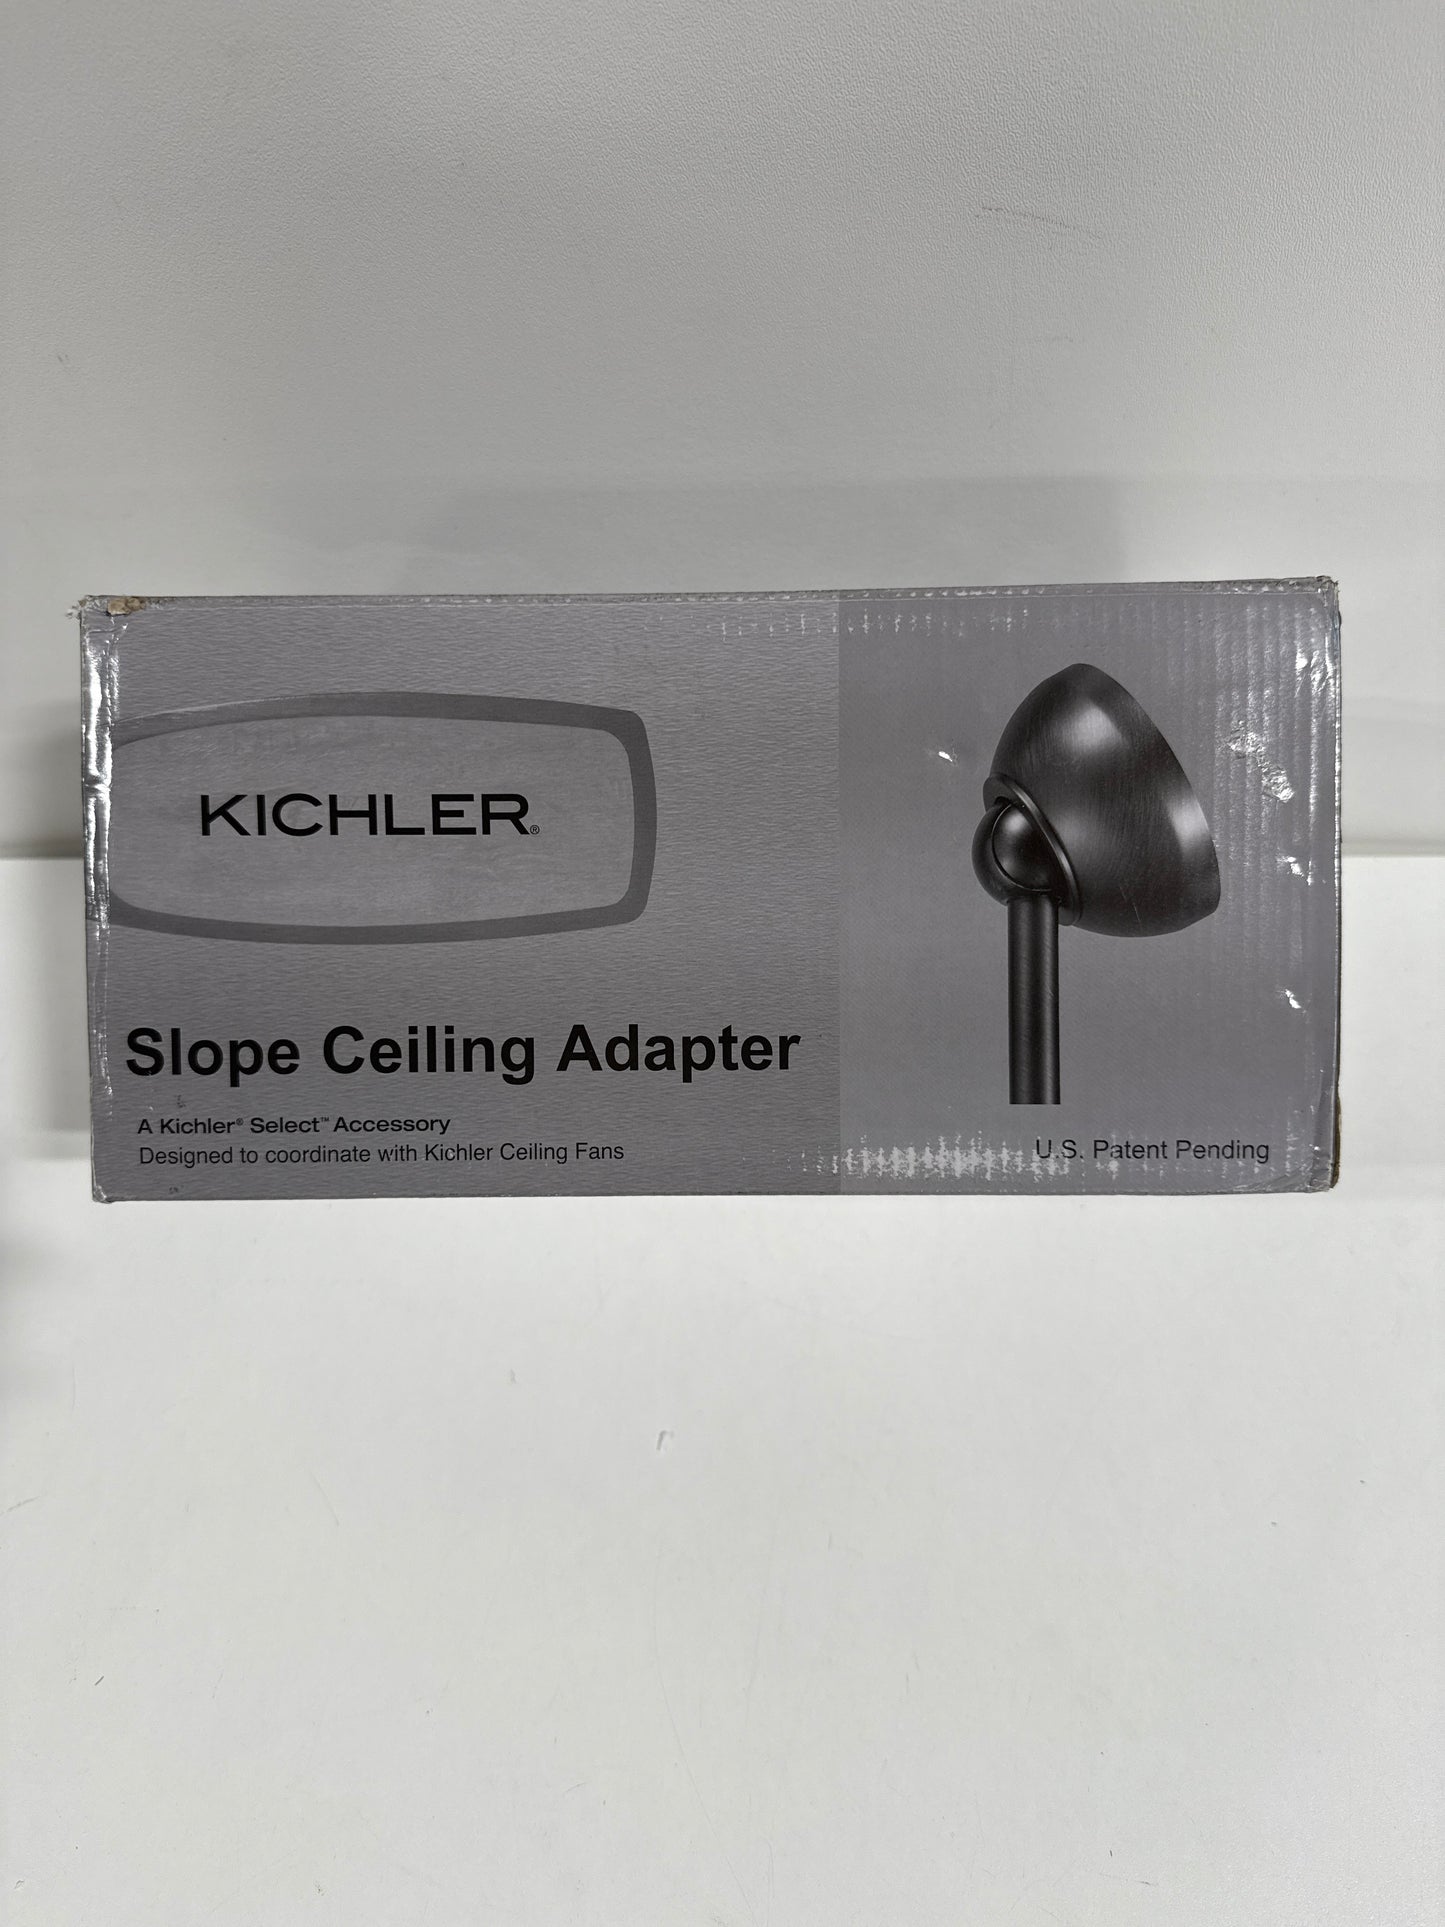 KICHLER®
Slope Ceiling Adapter
A Kichler® Select™ Accessory
Designed to coordinate with Kichler Ceiling Fans
U.S. Patent Pending